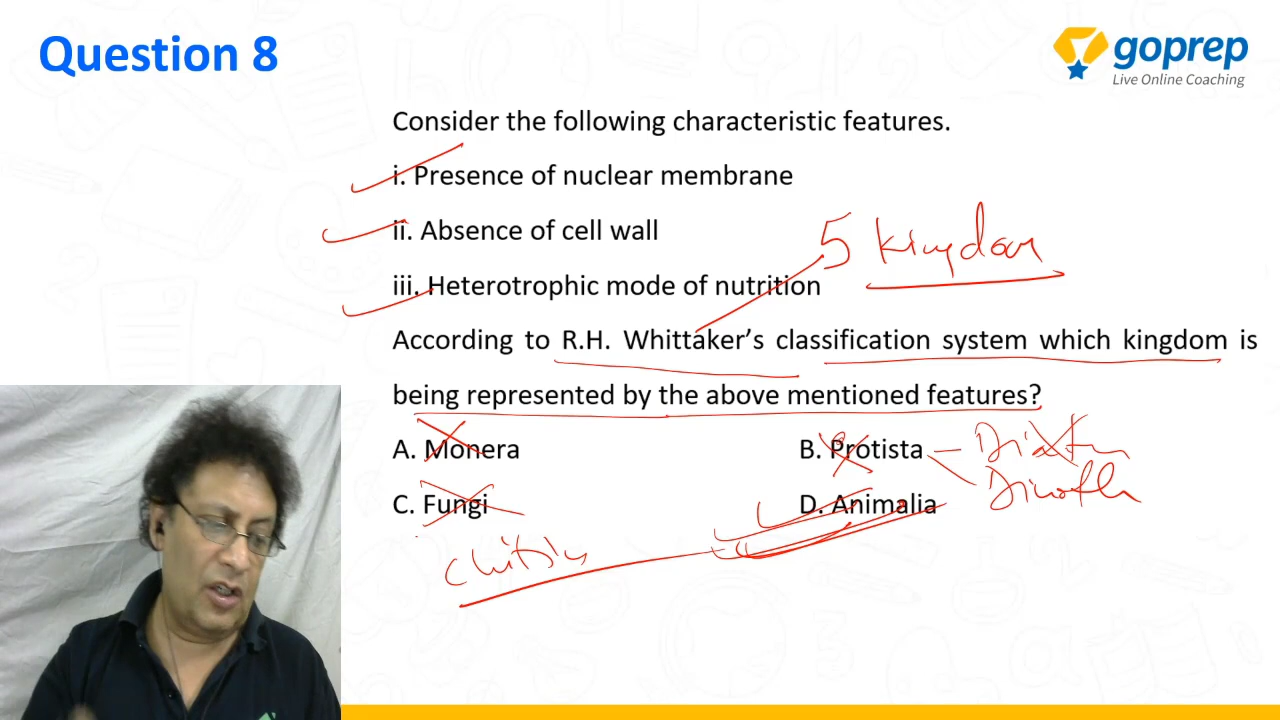 Question 8
goprep
Live Online Coaching
Consider the following characteristic features.
i. Presence of nuclear membrane
ii. Absence of cell wall
5 kingdom
iii. Heterotrophic mode of nutrition
According to R.H. Whittaker's classification system which kingdom is
being represented by the above mentioned features?
A. Monera
B. Protista
C. Fungi
D. Animalia